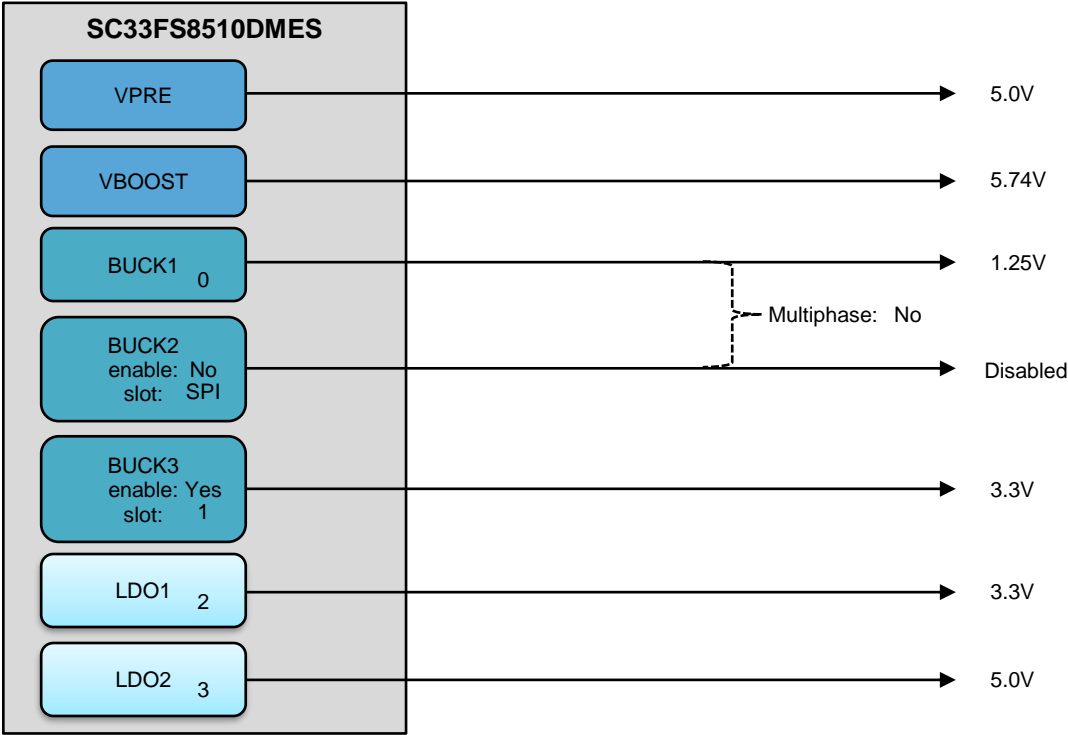 SC33FS8510DMES
VPRE
5.0V
VBOOST
5.74V
BUCK1 0
1.25V
Multiphase: No
BUCK2
enable: No
slot: SPI
Disabled
BUCK3
enable: Yes
slot: 1
3.3V
LDO1 2
3.3V
LDO2 3
5.0V